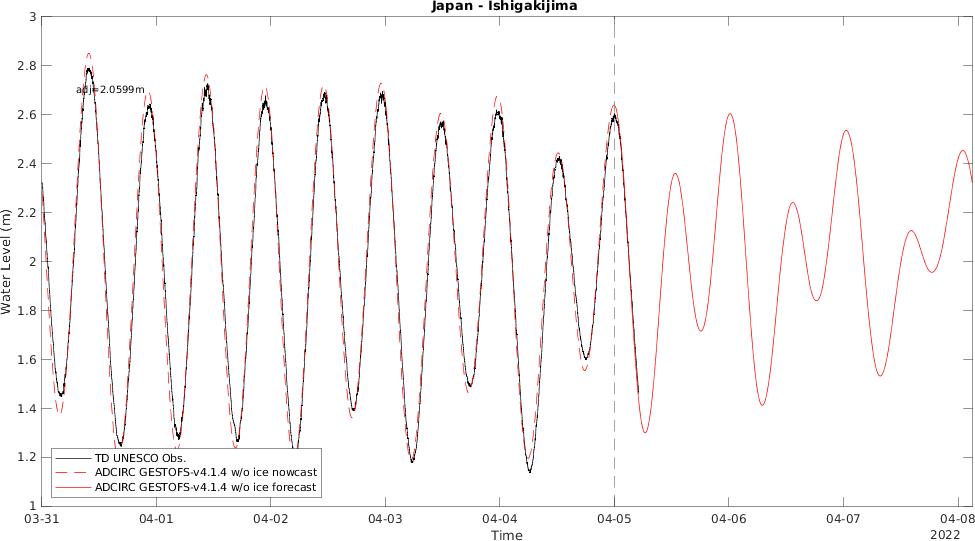 Japan - Ishigakijima
3
2.8
adj=2.0599m
2.6
2.4
2.2
2
1.8
1.6
1.4
1.2
1
Water Level (m)
TD UNESCO Obs.
ADCIRC GESTOFS-v4.1.4 w/o ice nowcast
ADCIRC GESTOFS-v4.1.4 w/o ice forecast
03-31 04-01 04-02 04-03 04-04 04-05 04-06 04-07 04-08
Time
2022